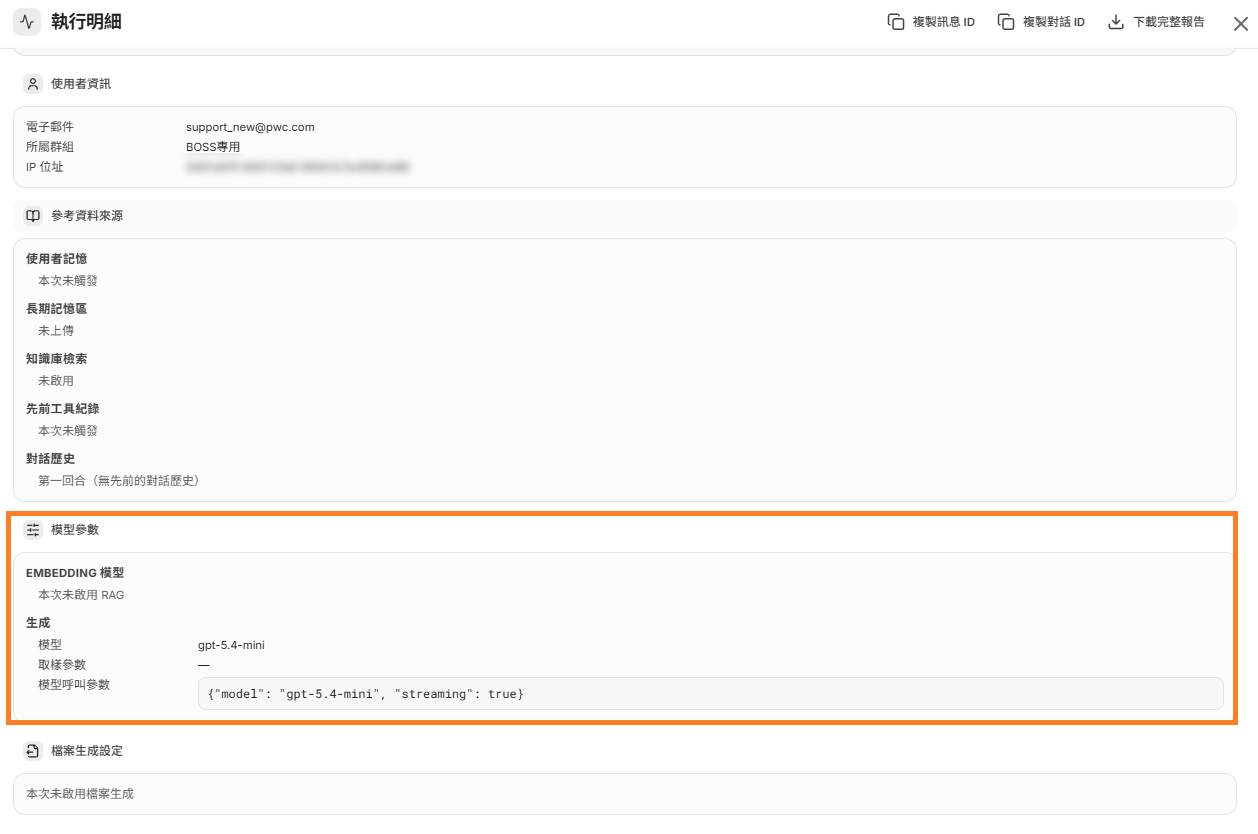 執行明細
複製訊息 ID
複製對話 ID
下載完整報告
使用者資訊
電子郵件 support_new@pwc.com
所屬群組 BOSS專用
IP 位址
參考資料來源
使用者記憶
本次未觸發
長期記憶區
未上傳
知識庫檢索
未啟用
先前工具紀錄
本次未觸發
對話歷史
第一回合（無先前的對話歷史）
模型參數
EMBEDDING 模型
本次未啟用 RAG
生成
模型 gpt-5.4-mini
取樣參數 —
模型呼叫參數 {"model": "gpt-5.4-mini", "streaming": true}
檔案生成設定
本次未啟用檔案生成